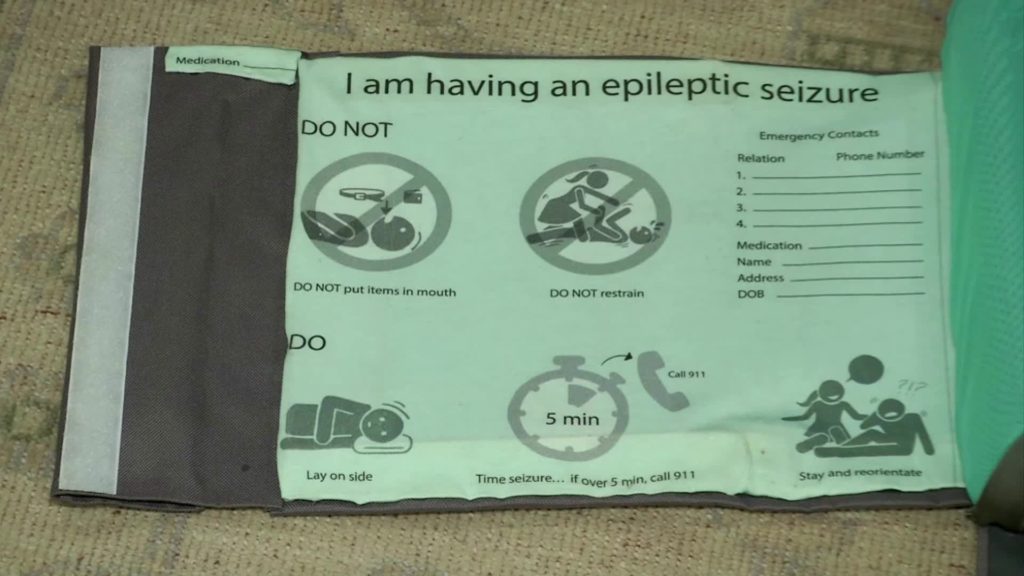 Medication
I am having an epileptic seizure
DO NOT
DO NOT put items in mouth
DO NOT restrain
Emergency Contacts
Relation Phone Number
1.
2.
3.
4.
Medication
Name
Address
DOB
DO
Lay on side
5 min
Call 911
Time seizure... if over 5 min, call 911
Stay and reorientate